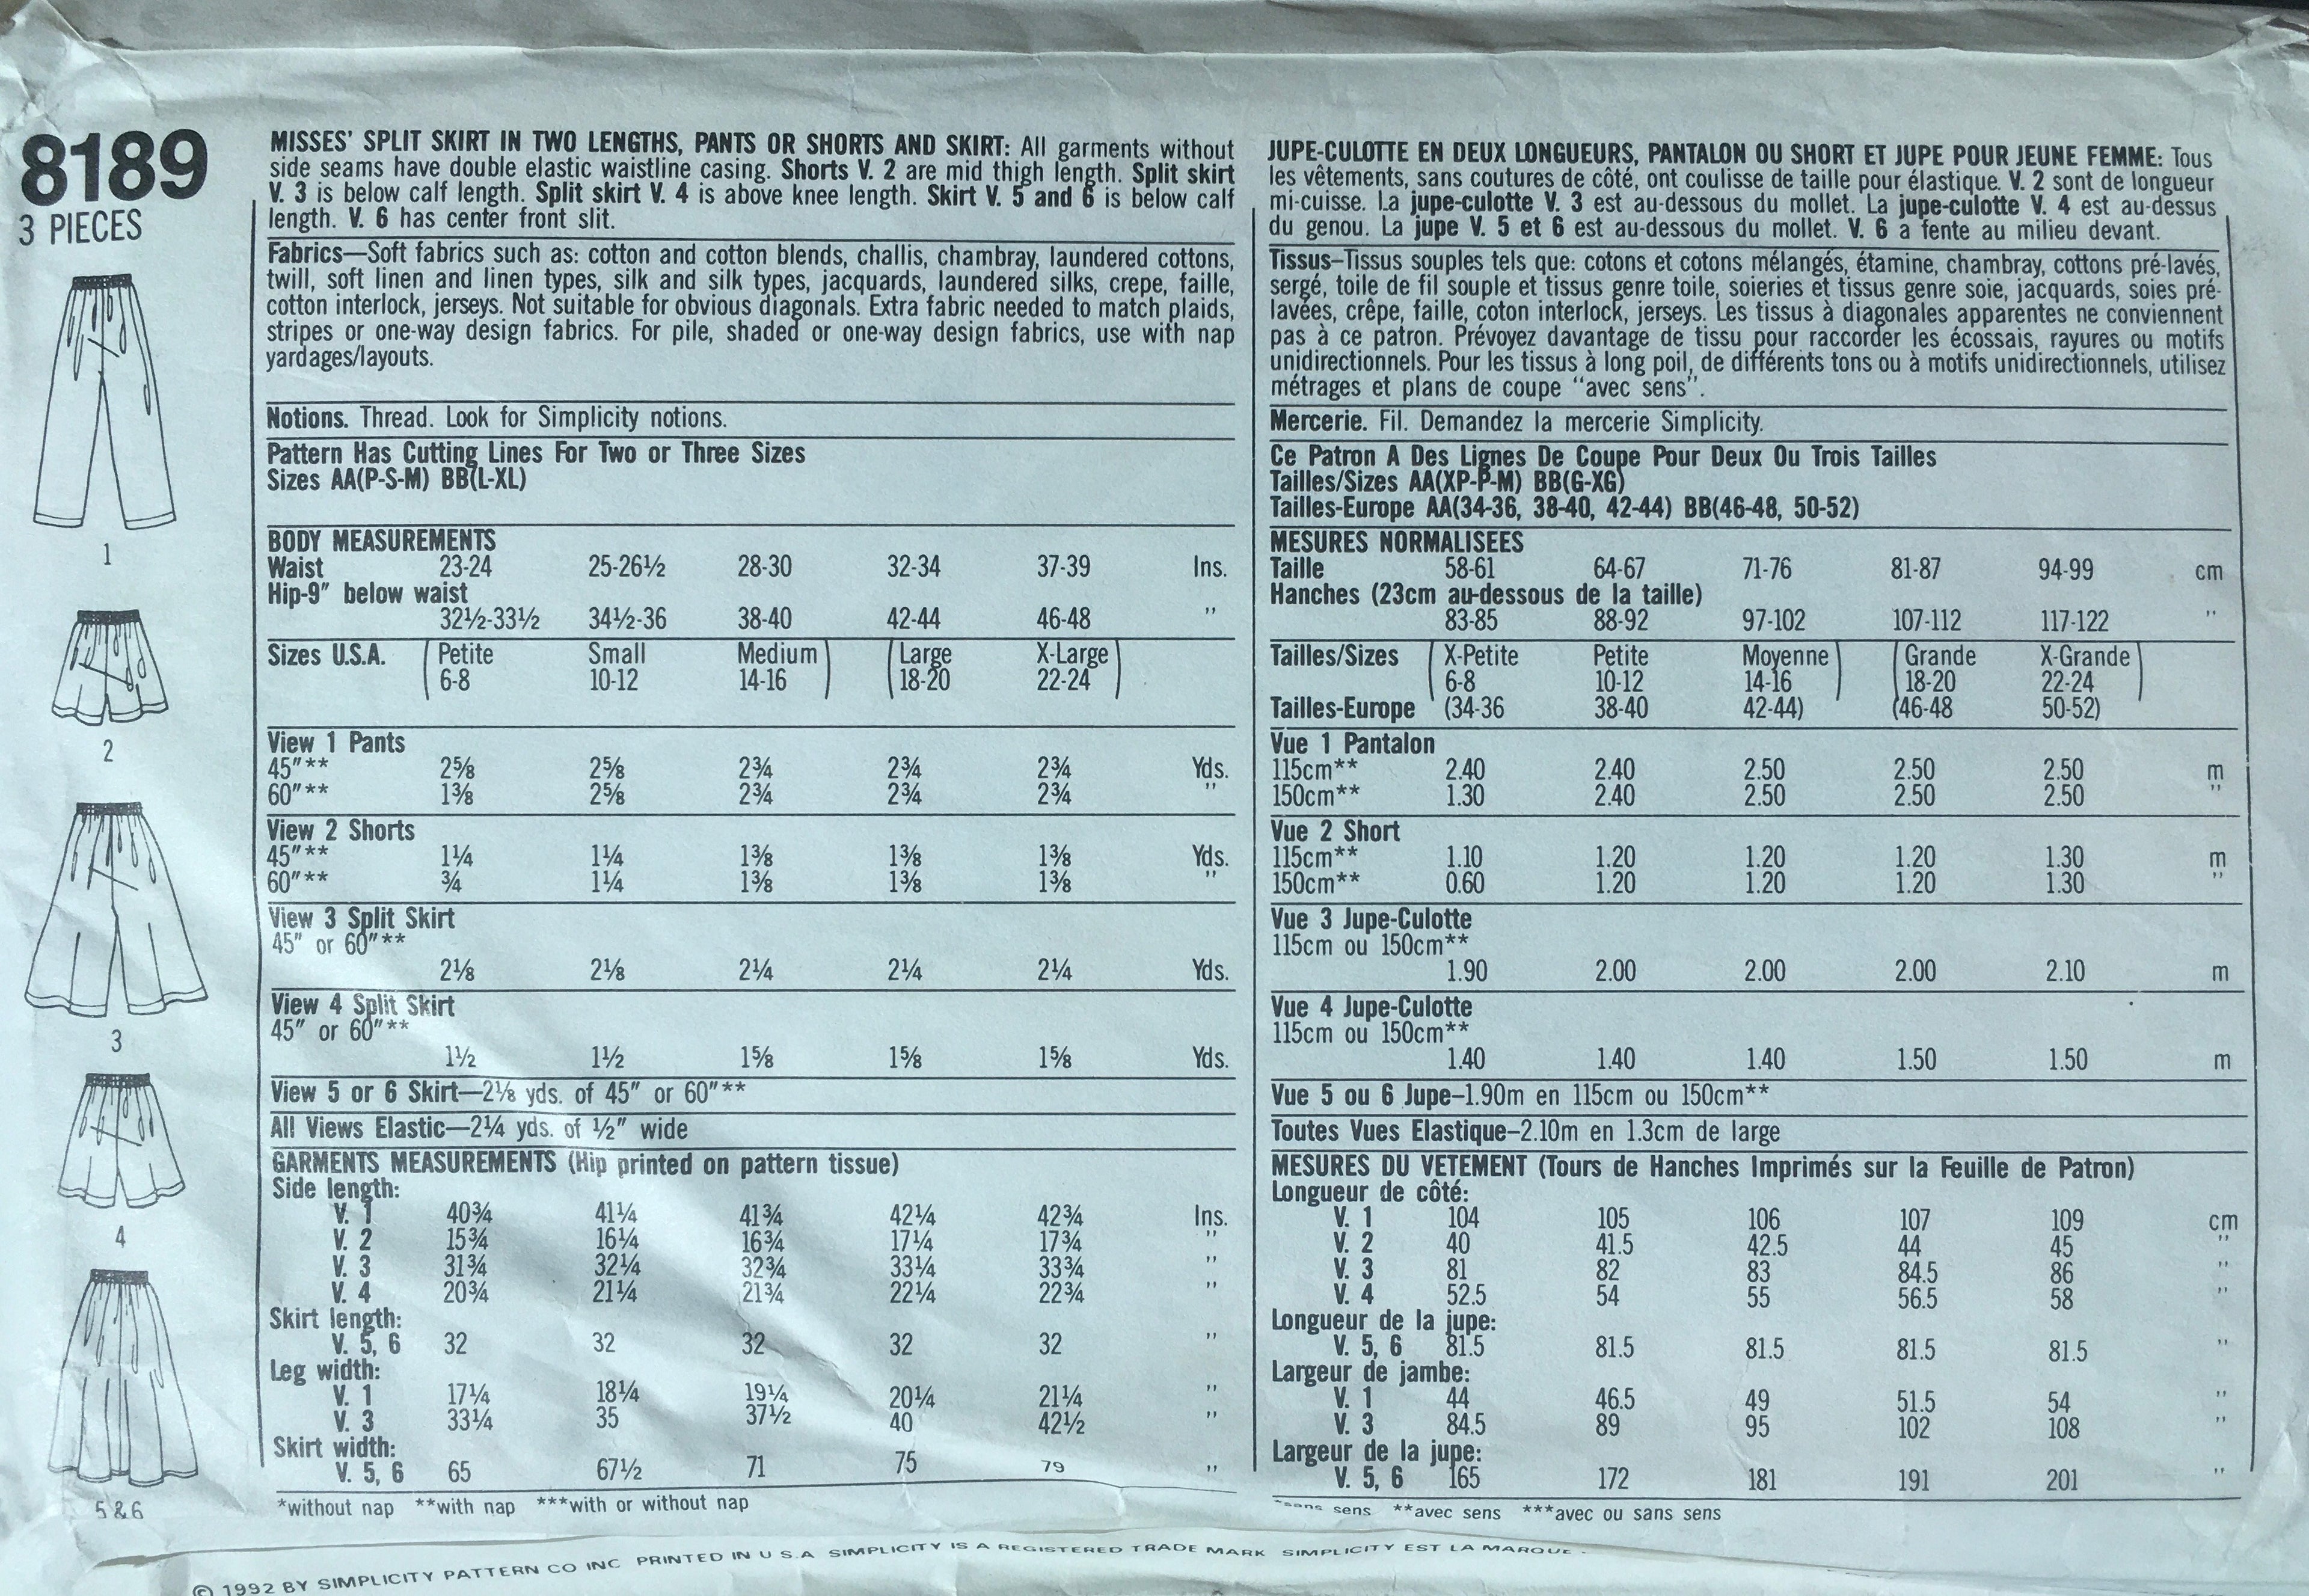 8189
3 PIECES
1
2
3
4
5 & 6
MISSES' SPLIT SKIRT IN TWO LENGTHS, PANTS OR SHORTS AND SKIRT: All garments without
side seams have double elastic waistline casing. Shorts V. 2 are mid thigh length. Split skirt
V. 3 is below calf length. Split skirt V. 4 is above knee length. Skirt V. 5 and 6 is below calf
length. V. 6 has center front slit.
Fabrics—Soft fabrics such as: cotton and cotton blends, challis, chambray, laundered cottons,
twill, soft linen and linen types, silk and silk types, jacquards, laundered silks, crepe, faille,
cotton interlock, jerseys. Not suitable for obvious diagonals. Extra fabric needed to match plaids,
stripes or one-way design fabrics. For pile, shaded or one-way design fabrics, use with nap
yardages/layouts.
Notions. Thread. Look for Simplicity notions.
Pattern Has Cutting Lines For Two or Three Sizes
Sizes AA(P-S-M) BB(L-XL)
BODY MEASUREMENTS
Waist 23-24 25-26½ 28-30 32-34 37-39 Ins.
Hip-9" below waist
32½-33½ 34½-36 38-40 42-44 46-48 "
Sizes U.S.A. Petite Small Medium Large X-Large
6-8 10-12 14-16 18-20 22-24
View 1 Pants
45"** 2⅝ 2⅝ 2¾ 2¾ 2¾ Yds.
60"** 1⅜ 2⅝ 2¾ 2¾ 2¾ "
View 2 Shorts
45"** 1¼ 1¼ 1⅜ 1⅜ 1⅜ Yds.
60"** ¾ 1¼ 1⅜ 1⅜ 1⅜ "
View 3 Split Skirt
45" or 60"**
2⅛ 2⅛ 2¼ 2¼ 2¼ Yds.
View 4 Split Skirt
45" or 60"**
1½ 1½ 1⅝ 1⅝ 1⅝ Yds.
View 5 or 6 Skirt—2⅛ yds. of 45" or 60"**
All Views Elastic—2¼ yds. of ½" wide
GARMENTS MEASUREMENTS (Hip printed on pattern tissue)
Side length:
V. 1 40¾ 41¼ 41¾ 42¼ 42¾ Ins.
V. 2 15¾ 16¼ 16¾ 17¼ 17¾ "
V. 3 31¾ 32¼ 32¾ 33¼ 33¾ "
V. 4 20¾ 21¼ 21¾ 22¼ 22¾ "
Skirt length:
V. 5, 6 32 32 32 32 32 "
Leg width:
V. 1 17¼ 18¼ 19¼ 20¼ 21¼ "
V. 3 33¼ 35 37½ 40 42½ "
Skirt width:
V. 5, 6 65 67½ 71 75 79 "
*without nap **with nap ***with or without nap
JUPE-CULOTTE EN DEUX LONGUEURS, PANTALON OU SHORT ET JUPE POUR JEUNE FEMME: Tous
les vêtements, sans coutures de côté, ont coulisse de taille pour élastique. V. 2 sont de longueur
mi-cuisse. La jupe-culotte V. 3 est au-dessous du mollet. La jupe-culotte V. 4 est au-dessus
du genou. La jupe V. 5 et 6 est au-dessous du mollet. V. 6 a fente au milieu devant.
Tissus—Tissus souples tels que: cotons et cotons mélangés, étamine, chambray, cottons pré-lavés,
sergé, toile de fil souple et tissus genre toile, soieries et tissus genre soie, jacquards, soies pré-
lavées, crêpe, faille, coton interlock, jerseys. Les tissus à diagonales apparentes ne conviennent
pas à ce patron. Prévoyez davantage de tissu pour raccorder les écossais, rayures ou motifs
unidirectionnels. Pour les tissus à long poil, de différents tons ou à motifs unidirectionnels, utilisez
métrages et plans de coupe "avec sens".
Mercerie. Fil. Demandez la mercerie Simplicity.
Ce Patron A Des Lignes De Coupe Pour Deux Ou Trois Tailles
Tailles/Sizes AA(XP-P-M) BB(G-XG)
Tailles-Europe AA(34-36, 38-40, 42-44) BB(46-48, 50-52)
MESURES NORMALISEES
Taille 58-61 64-67 71-76 81-87 94-99 cm
Hanches (23cm au-dessous de la taille)
83-85 88-92 97-102 107-112 117-122 "
Tailles/Sizes X-Petite Petite Moyenne Grande X-Grande
6-8 10-12 14-16 18-20 22-24
Tailles-Europe (34-36 38-40 42-44) (46-48 50-52)
Vue 1 Pantalon
115cm** 2.40 2.40 2.50 2.50 2.50 m
150cm** 1.30 2.40 2.50 2.50 2.50 "
Vue 2 Short
115cm** 1.10 1.20 1.20 1.20 1.30 m
150cm** 0.60 1.20 1.20 1.20 1.30 "
Vue 3 Jupe-Culotte
115cm ou 150cm**
1.90 2.00 2.00 2.00 2.10 m
Vue 4 Jupe-Culotte
115cm ou 150cm**
1.40 1.40 1.40 1.50 1.50 m
Vue 5 ou 6 Jupe–1.90m en 115cm ou 150cm**
Toutes Vues Elastique–2.10m en 1.3cm de large
MESURES DU VETEMENT (Tours de Hanches Imprimés sur la Feuille de Patron)
Longueur de côté:
V. 1 104 105 106 107 109 cm
V. 2 40 41.5 42.5 44 45 "
V. 3 81 82 83 84.5 86 "
V. 4 52.5 54 55 56.5 58 "
Longueur de la jupe:
V. 5, 6 81.5 81.5 81.5 81.5 81.5 "
Largeur de jambe:
V. 1 44 46.5 49 51.5 54 "
V. 3 84.5 89 95 102 108 "
Largeur de la jupe:
V. 5, 6 165 172 181 191 201 "
*sans sens **avec sens ***avec ou sans sens
© 1992 BY SIMPLICITY PATTERN CO INC PRINTED IN U S.A SIMPLICITY IS A REGISTERED TRADE MARK SIMPLICITY EST LA MARQUE